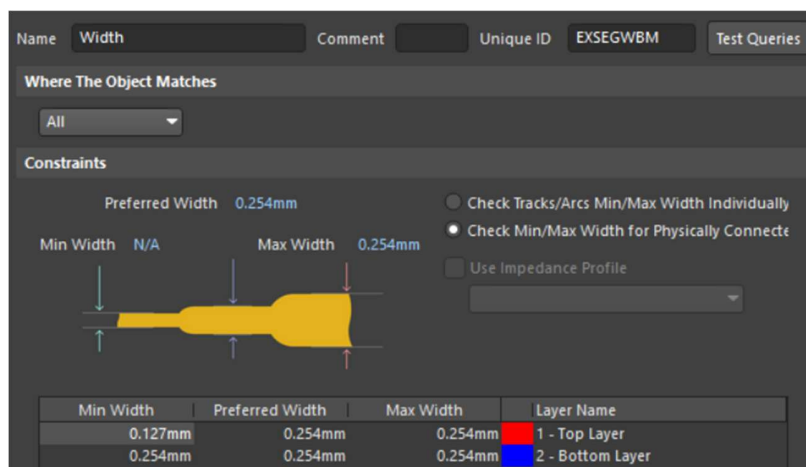 Name Width Comment Unique ID EXSEGWBM Test Queries
Where The Object Matches
All
Constraints
Preferred Width 0.254mm
Check Tracks/Arcs Min/Max Width Individually
Min Width N/A Max Width 0.254mm
Check Min/Max Width for Physically Connecte
Use Impedance Profile
Min Width Preferred Width Max Width Layer Name
0.127mm 0.254mm 0.254mm 1 - Top Layer
0.254mm 0.254mm 0.254mm 2 - Bottom Layer